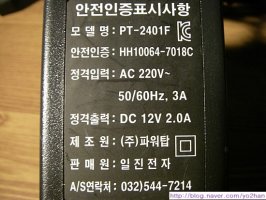 안전인증표시사항
모 델 명 : PT-2401F
안전인증 : HH10064-7018C
정격입력 : AC 220V~
50/60Hz, 3A
정격출력 : DC 12V 2.0A
제 조 원 : (주)파워탑
판 매 원 : 일진전자
A/S연락처 : 032)544-7214
http://blog.naver.com/yo2han